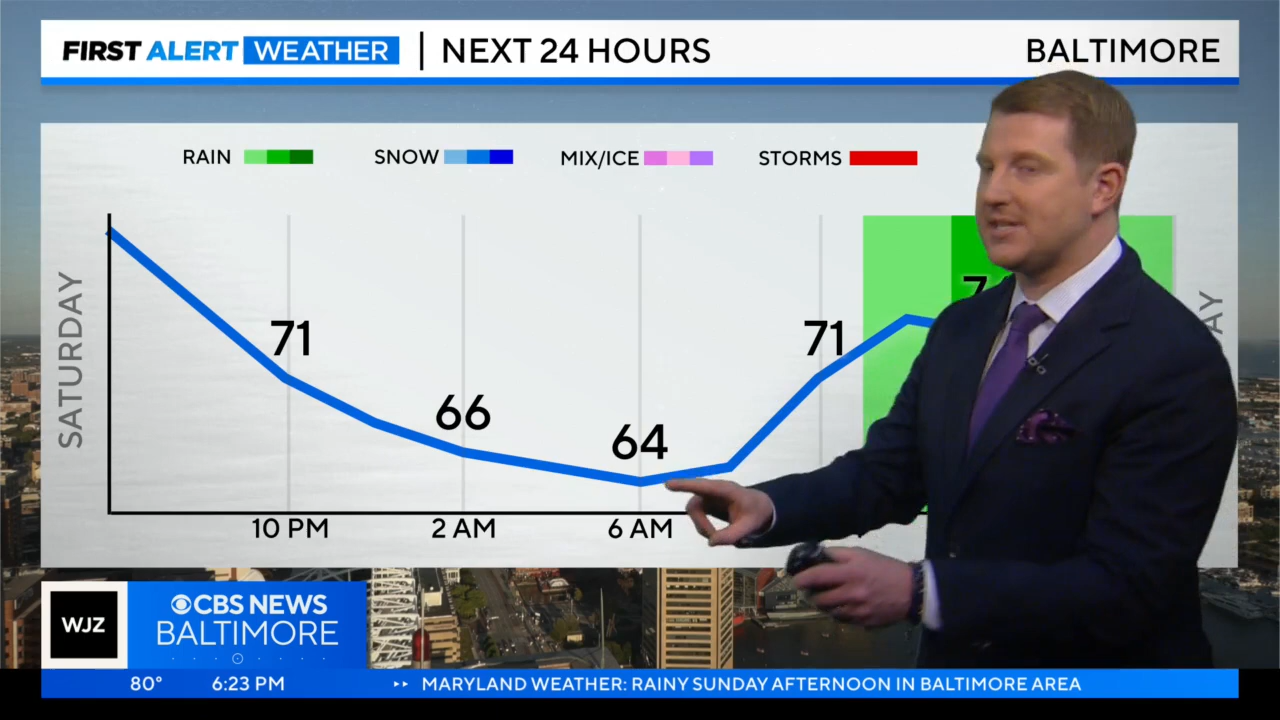 FIRST ALERT WEATHER | NEXT 24 HOURS
BALTIMORE
RAIN
SNOW
MIX/ICE
STORMS
SATURDAY
71
66
64
71
10 PM
2 AM
6 AM
WJZ
CBS NEWS
BALTIMORE
80° 6:23 PM
MARYLAND WEATHER: RAINY SUNDAY AFTERNOON IN BALTIMORE AREA